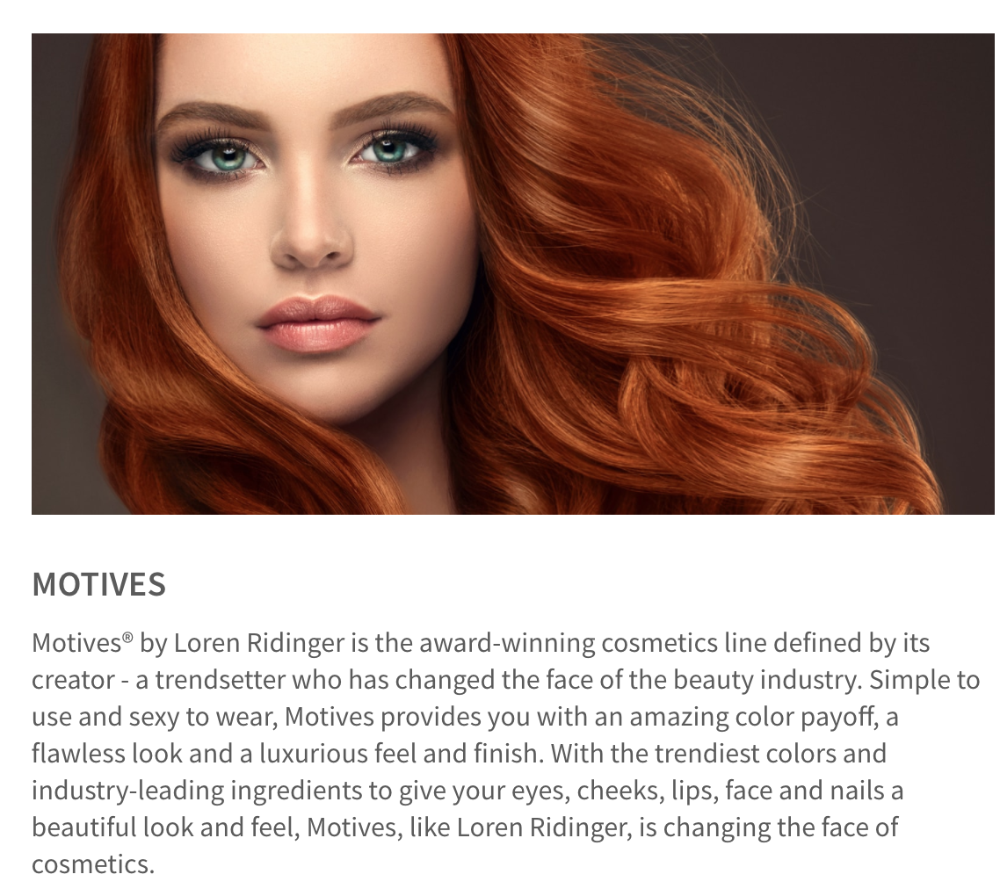 MOTIVES
Motives® by Loren Ridinger is the award-winning cosmetics line defined by its
creator - a trendsetter who has changed the face of the beauty industry. Simple to
use and sexy to wear, Motives provides you with an amazing color payoff, a
flawless look and a luxurious feel and finish. With the trendiest colors and
industry-leading ingredients to give your eyes, cheeks, lips, face and nails a
beautiful look and feel, Motives, like Loren Ridinger, is changing the face of
cosmetics.